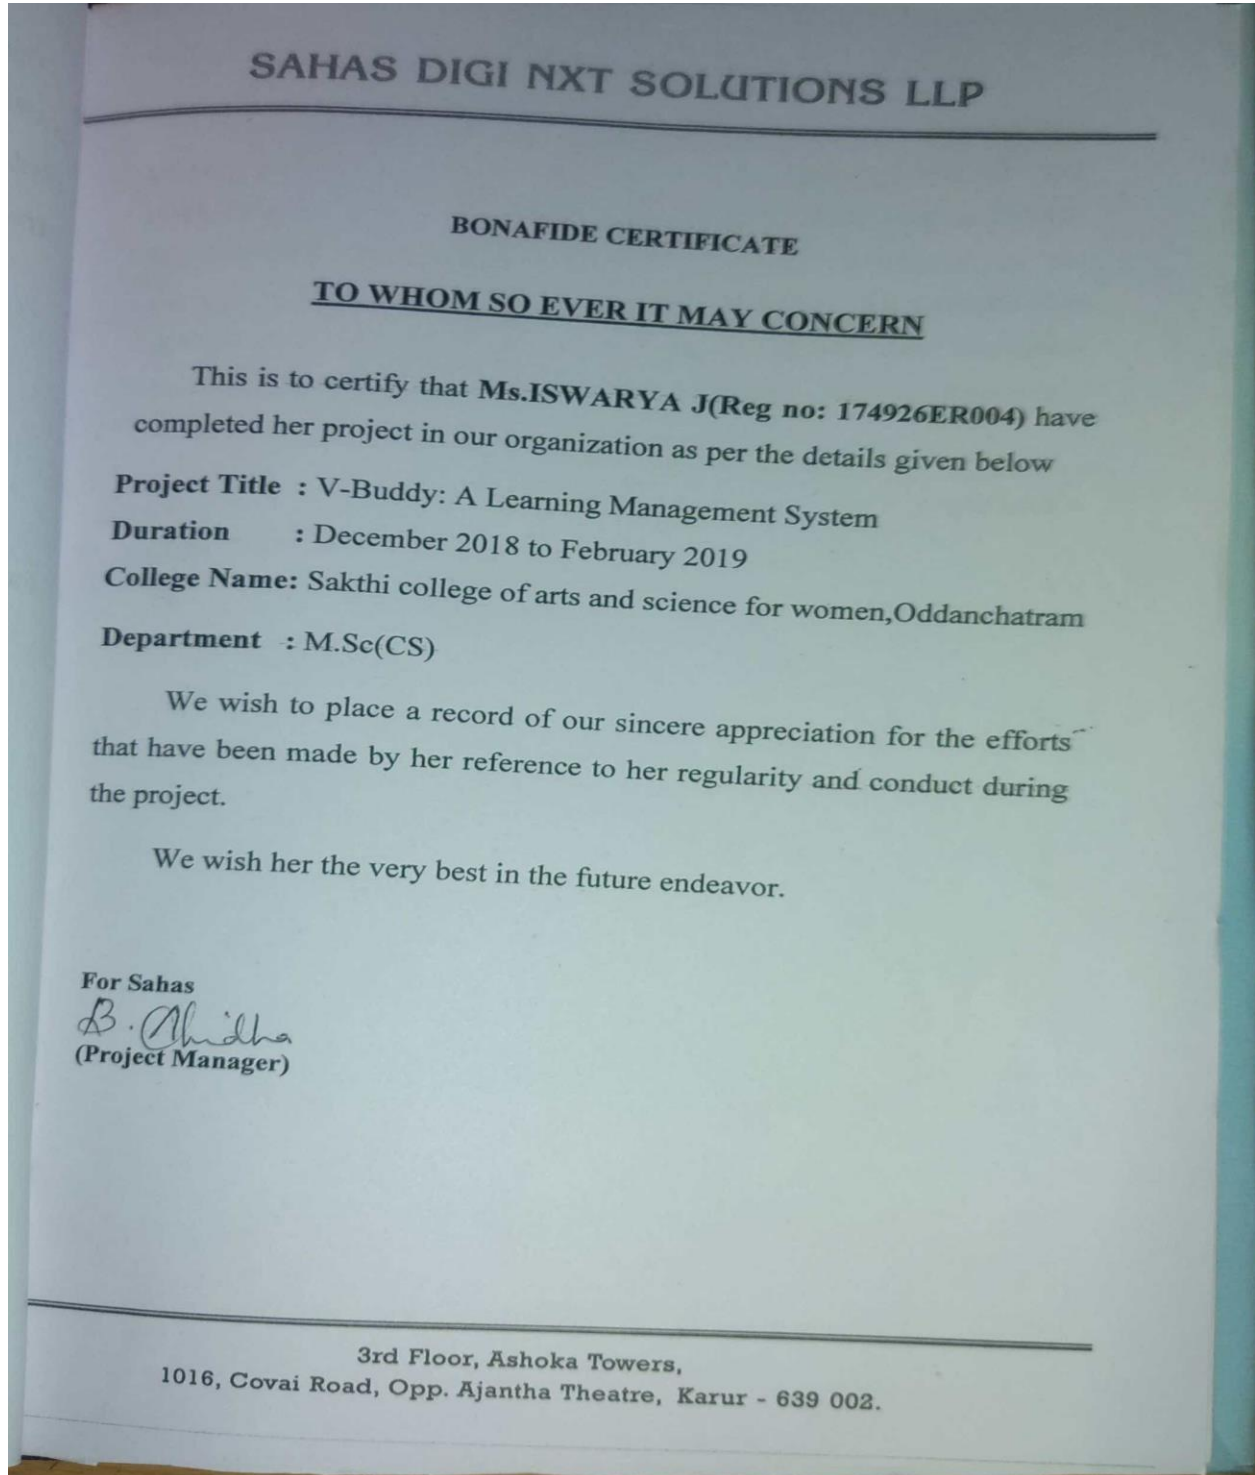 SAHAS DIGI NXT SOLUTIONS LLP
BONAFIDE CERTIFICATE
TO WHOM SO EVER IT MAY CONCERN
This is to certify that Ms.ISWARYA J(Reg no: 174926ER004) have
completed her project in our organization as per the details given below
Project Title : V-Buddy: A Learning Management System
Duration : December 2018 to February 2019
College Name: Sakthi college of arts and science for women,Oddanchatram
Department : M.Sc(CS)
We wish to place a record of our sincere appreciation for the efforts
that have been made by her reference to her regularity and conduct during
the project.
We wish her the very best in the future endeavor.
For Sahas
B.
(Project Manager)
3rd Floor, Ashoka Towers,
1016, Covai Road, Opp. Ajantha Theatre, Karur - 639 002.